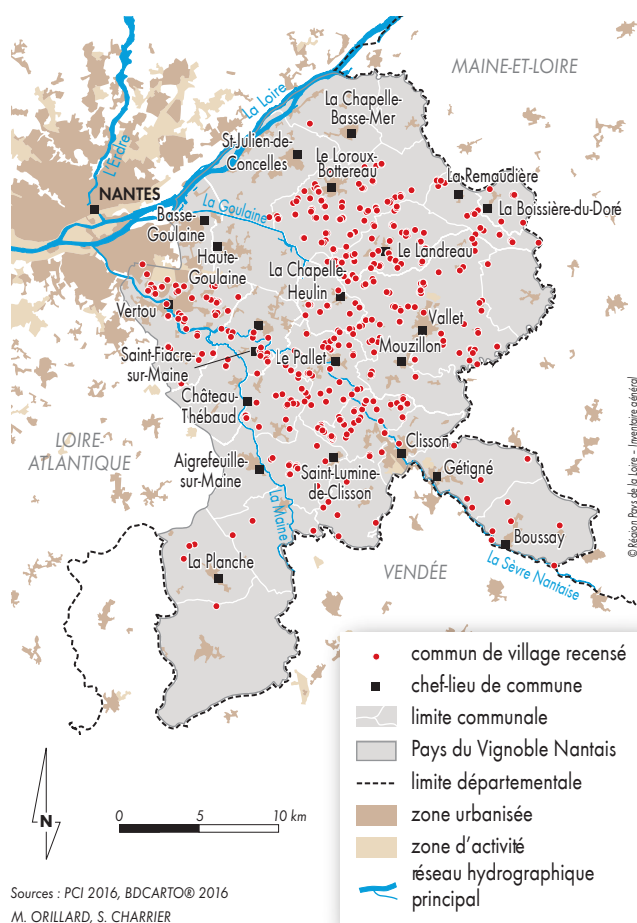 MAINE-ET-LOIRE
La Loire
L'Erdre
La Chapelle-
Basse-Mer
St-Julien-de-
Concelles
Le Loroux-
Bottereau
La Remaudière
La Boissière-du-Doré
NANTES
La Goulaine
Basse-
Goulaine
Haute-
Goulaine
Le Landreau
La Chapelle-
Heulin
Vertou
Vallet
Saint-Fiacre-
sur-Maine
Le Pallet
Mouzillon
Château-
Thébaud
LOIRE-
ATLANTIQUE
Clisson
Aigrefeuille-
sur-Maine
Saint-Lumine-
de-Clisson
Gétigné
La Maine
Boussay
La Planche
VENDÉE
La Sèvre Nantaise
© Région Pays de la Loire - Inventaire général
commun de village recensé
chef-lieu de commune
limite communale
Pays du Vignoble Nantais
limite départementale
zone urbanisée
zone d'activité
réseau hydrographique
principal
N
0 5 10 km
Sources : PCI 2016, BDCARTO® 2016
M. ORILLARD, S. CHARRIER